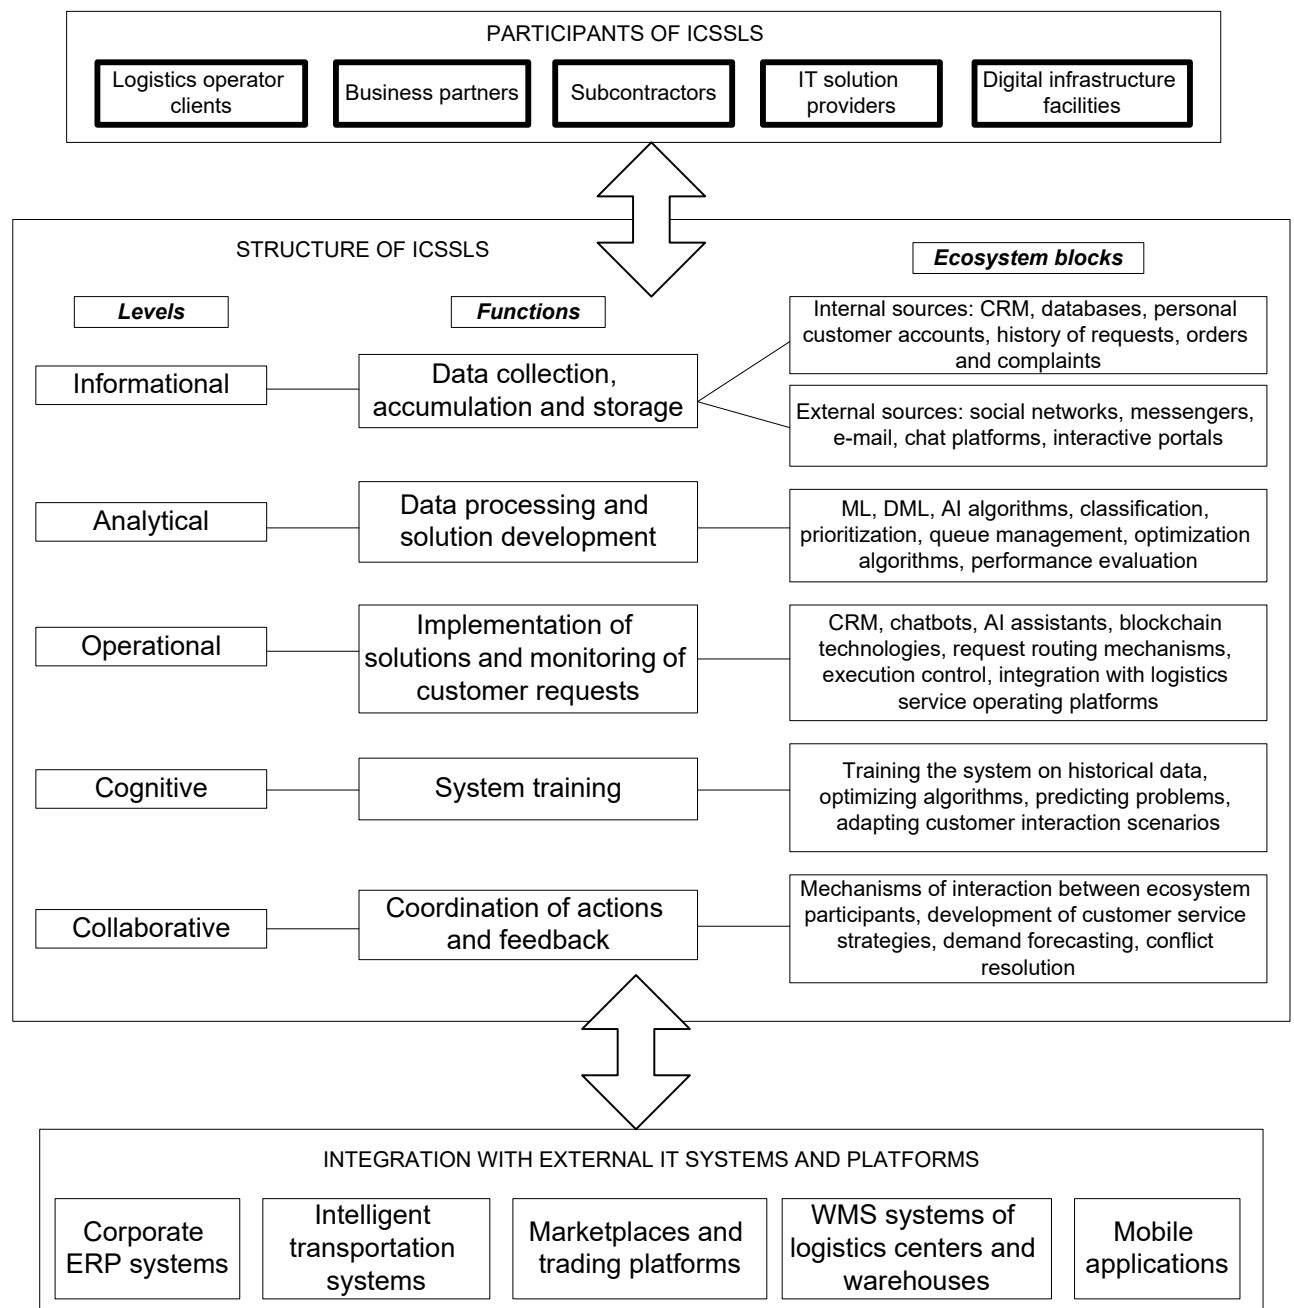 PARTICIPANTS OF ICSSLS
Logistics operator
clients
Business partners
Subcontractors
IT solution
providers
Digital infrastructure
facilities
STRUCTURE OF ICSSLS
Levels
Functions
Ecosystem blocks
Informational
Data collection,
accumulation and storage
Internal sources: CRM, databases, personal
customer accounts, history of requests, orders
and complaints
External sources: social networks, messengers,
e-mail, chat platforms, interactive portals
Analytical
Data processing and
solution development
ML, DML, AI algorithms, classification,
prioritization, queue management, optimization
algorithms, performance evaluation
Operational
Implementation of
solutions and monitoring of
customer requests
CRM, chatbots, AI assistants, blockchain
technologies, request routing mechanisms,
execution control, integration with logistics
service operating platforms
Cognitive
System training
Training the system on historical data,
optimizing algorithms, predicting problems,
adapting customer interaction scenarios
Collaborative
Coordination of actions
and feedback
Mechanisms of interaction between ecosystem
participants, development of customer service
strategies, demand forecasting, conflict
resolution
INTEGRATION WITH EXTERNAL IT SYSTEMS AND PLATFORMS
Corporate
ERP systems
Intelligent
transportation
systems
Marketplaces and
trading platforms
WMS systems of
logistics centers and
warehouses
Mobile
applications